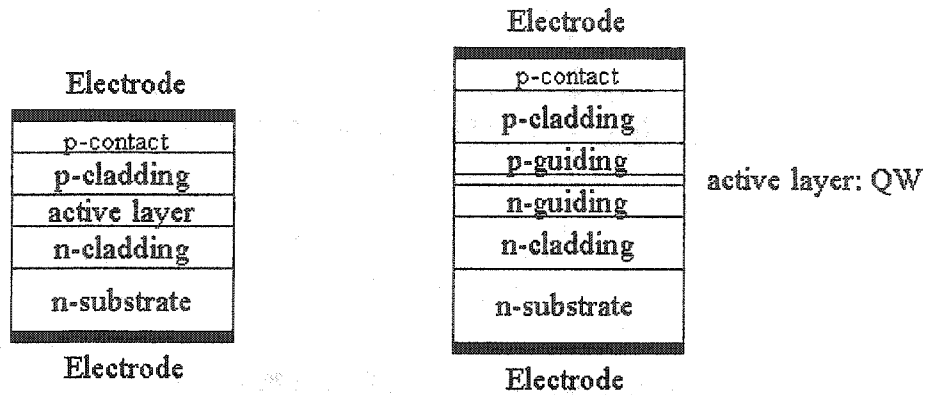 Electrode
p-contact
p-cladding
active layer
n-cladding
n-substrate
Electrode
Electrode
p-contact
p-cladding
p-guiding
active layer: QW
n-guiding
n-cladding
n-substrate
Electrode